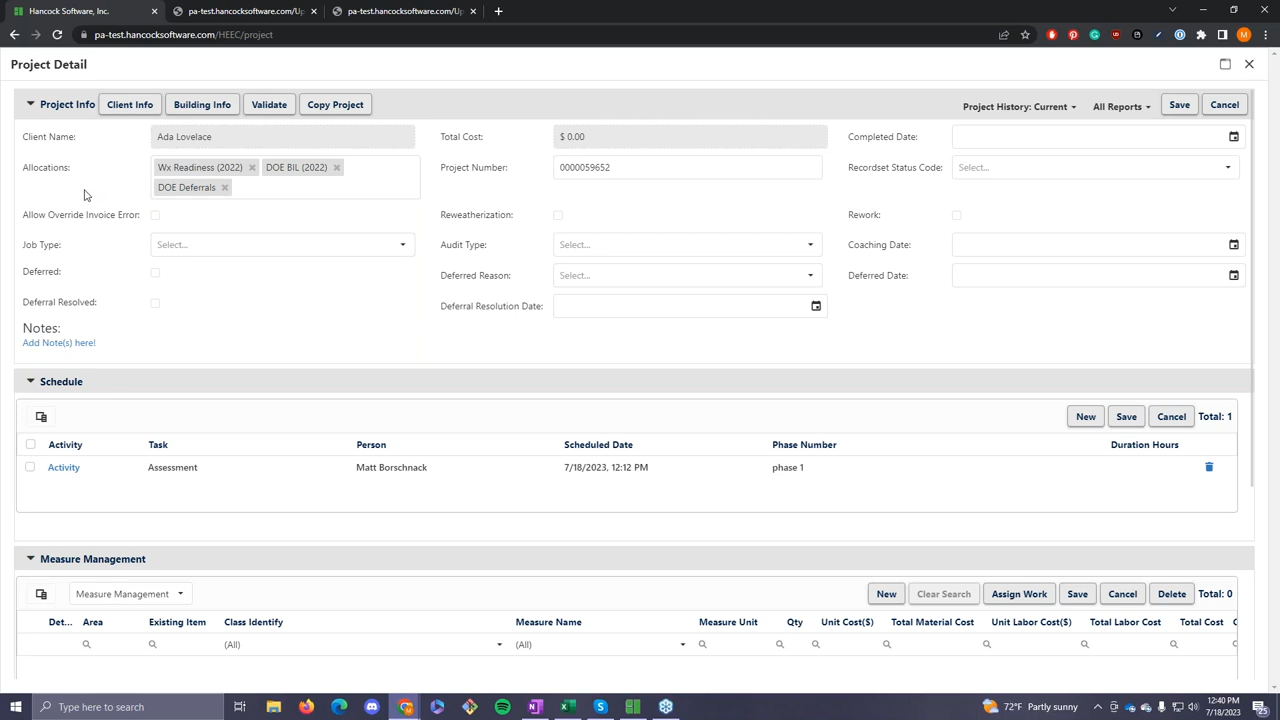 Hancock Software, Inc.
pa-test.hancocksoftware.com/Up
pa-test.hancocksoftware.com/Up
pa-test.hancocksoftware.com/HEEC/project
Project Detail
Project Info Client Info Building Info Validate Copy Project Project History: Current All Reports Save Cancel
Client Name: Ada Lovelace Total Cost: $ 0.00 Completed Date:
Allocations: Wx Readiness (2022) DOE BIL (2022) Project Number: 0000059652 Recordset Status Code: Select...
DOE Deferrals
Allow Override Invoice Error: Reweatherization: Rework:
Job Type: Select... Audit Type: Select... Coaching Date:
Deferred: Deferred Reason: Select... Deferred Date:
Deferral Resolved: Deferral Resolution Date:
Notes:
Add Note(s) here!
Schedule
New Save Cancel Total: 1
Activity Task Person Scheduled Date Phase Number Duration Hours
Activity Assessment Matt Borschnack 7/18/2023, 12:12 PM phase 1
Measure Management
Measure Management New Clear Search Assign Work Save Cancel Delete Total: 0
Det... Area Existing Item Class Identify Measure Name Measure Unit Qty Unit Cost($) Total Material Cost Unit Labor Cost($) Total Labor Cost Total Cost
(All) (All)
Type here to search 72°F Partly sunny 12:40 PM
7/18/2023 25